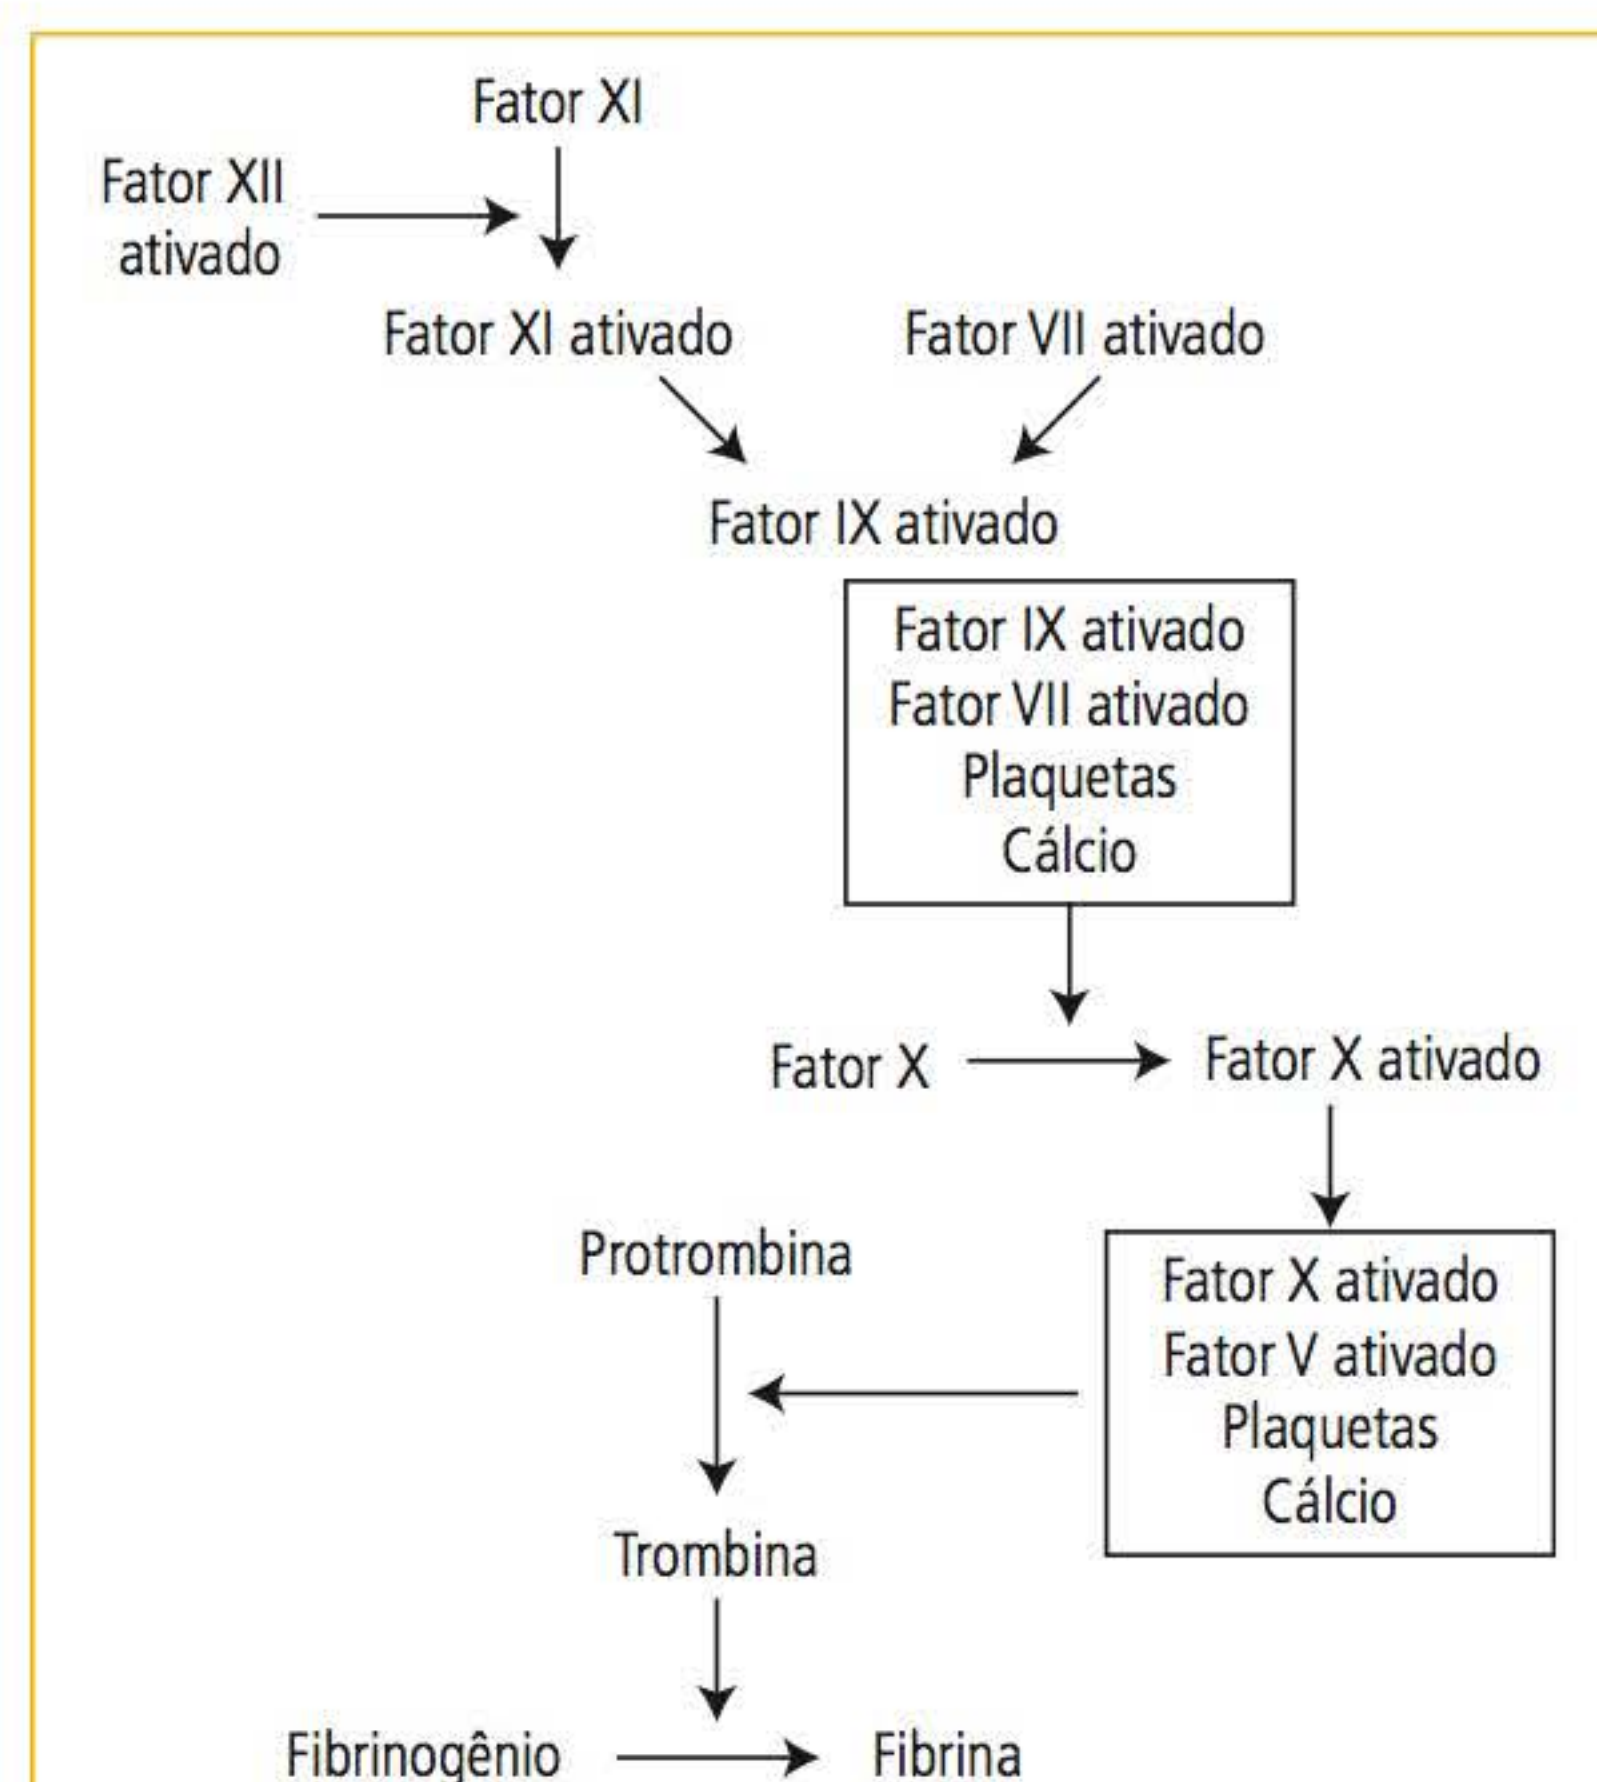 Fator XI
Fator XII
ativado
Fator XI ativado
Fator VII ativado
Fator IX ativado
Fator IX ativado
Fator VII ativado
Plaquetas
Cálcio
Fator X
Fator X ativado
Protrombina
Fator X ativado
Fator V ativado
Plaquetas
Cálcio
Trombina
Fibrinogênio
Fibrina